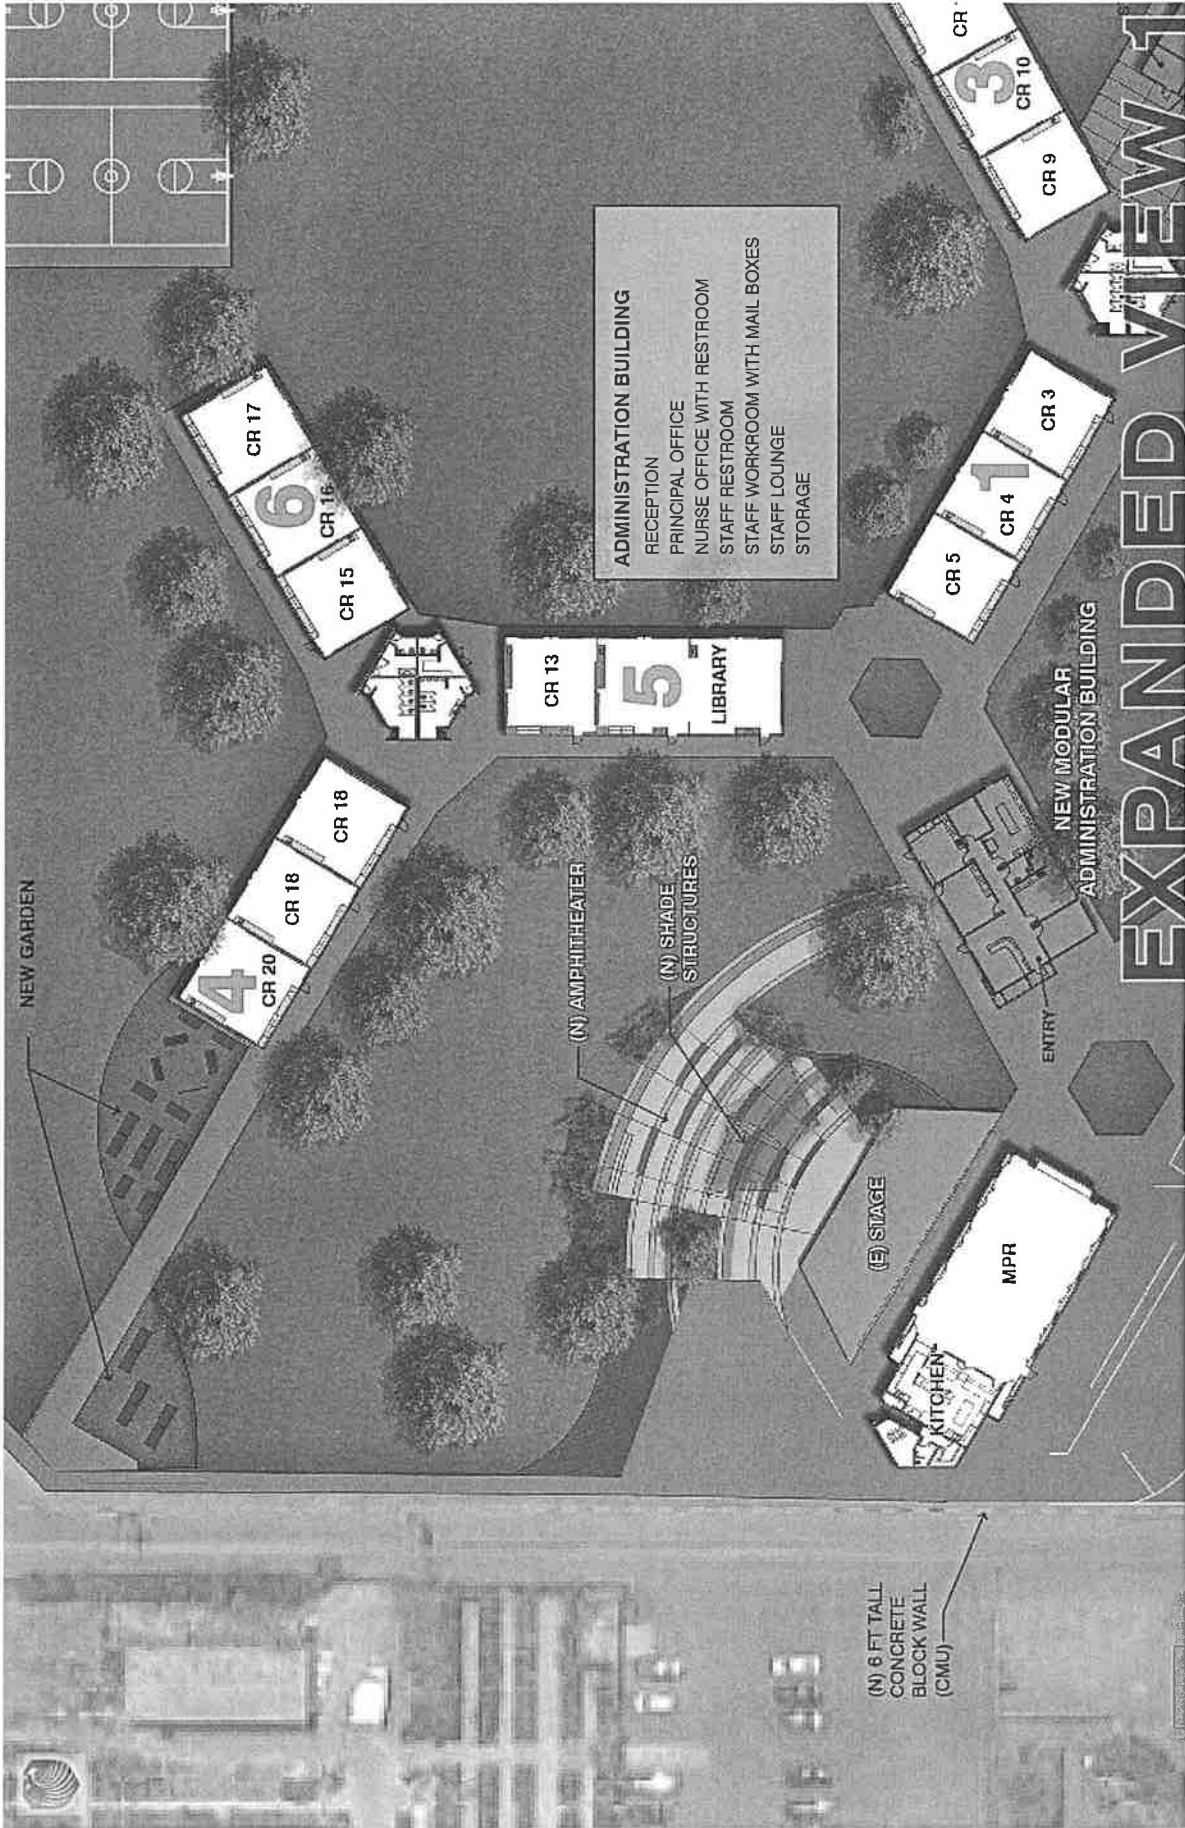 NEW GARDEN
(N) 6 FT TALL
CONCRETE
BLOCK WALL
(CMU)
4
CR 20
CR 18
CR 18
6
CR 15
CR 16
CR 17
CR 13
5
LIBRARY
(N) AMPHITHEATER
(N) SHADE
STRUCTURES
(E) STAGE
KITCHEN
MPR
ENTRY
NEW MODULAR
ADMINISTRATION BUILDING
ADMINISTRATION BUILDING
RECEPTION
PRINCIPAL OFFICE
NURSE OFFICE WITH RESTROOM
STAFF RESTROOM
STAFF WORKROOM WITH MAIL BOXES
STAFF LOUNGE
STORAGE
CR 5
1
CR 4
CR 3
CR 9
3
CR 10
CR
EXPANDED VIEW 1